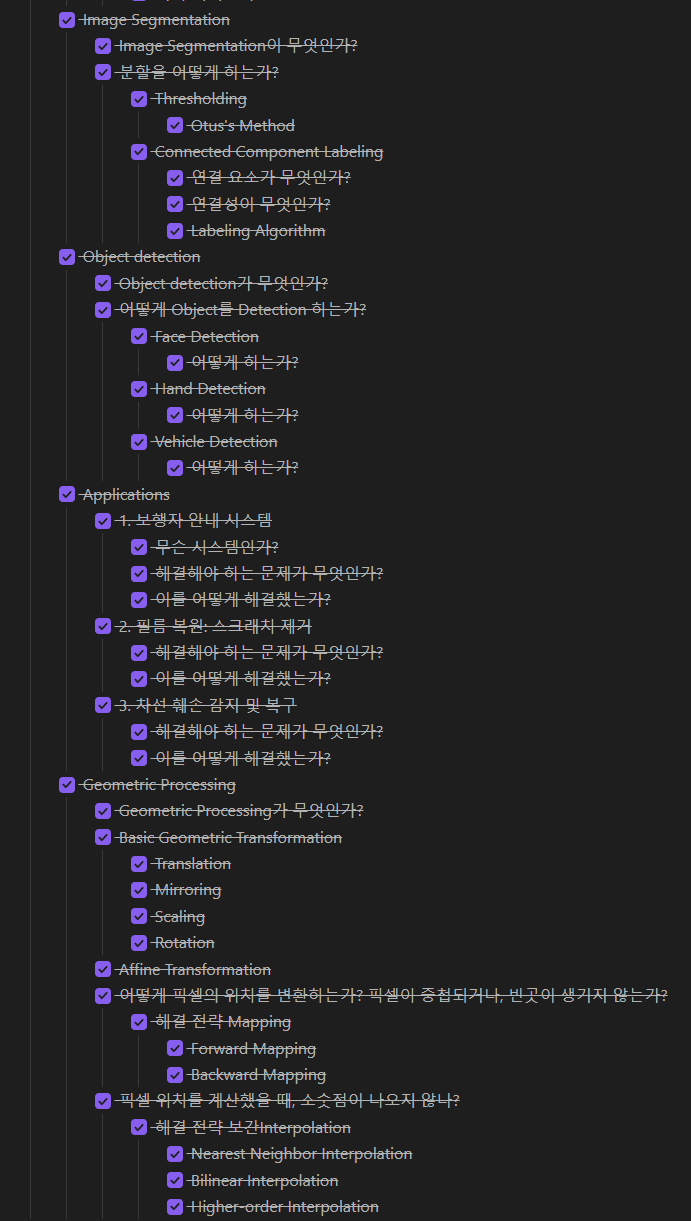 Image Segmentation
Image Segmentation이 무엇인가?
분할을 어떻게 하는가?
Thresholding
Otus's Method
Connected Component Labeling
연결 요소가 무엇인가?
연결성이 무엇인가?
Labeling Algorithm
Object detection
Object detection가 무엇인가?
어떻게 Object를 Detection 하는가?
Face Detection
어떻게 하는가?
Hand Detection
어떻게 하는가?
Vehicle Detection
어떻게 하는가?
Applications
1. 보행자 안내 시스템
무슨 시스템인가?
해결해야 하는 문제가 무엇인가?
이를 어떻게 해결했는가?
2. 필름 복원: 스크래치 제거
해결해야 하는 문제가 무엇인가?
이를 어떻게 해결했는가?
3. 차선 훼손 감지 및 복구
해결해야 하는 문제가 무엇인가?
이를 어떻게 해결했는가?
Geometric Processing
Geometric Processing가 무엇인가?
Basic Geometric Transformation
Translation
Mirroring
Scaling
Rotation
Affine Transformation
어떻게 픽셀의 위치를 변환하는가? 픽셀이 중첩되거나, 빈곳이 생기지 않는가?
해결 전략 Mapping
Forward Mapping
Backward Mapping
픽셀 위치를 계산했을 때, 소숫점이 나오지 않나?
해결 전략 보간Interpolation
Nearest Neighbor Interpolation
Bilinear Interpolation
Higher-order Interpolation